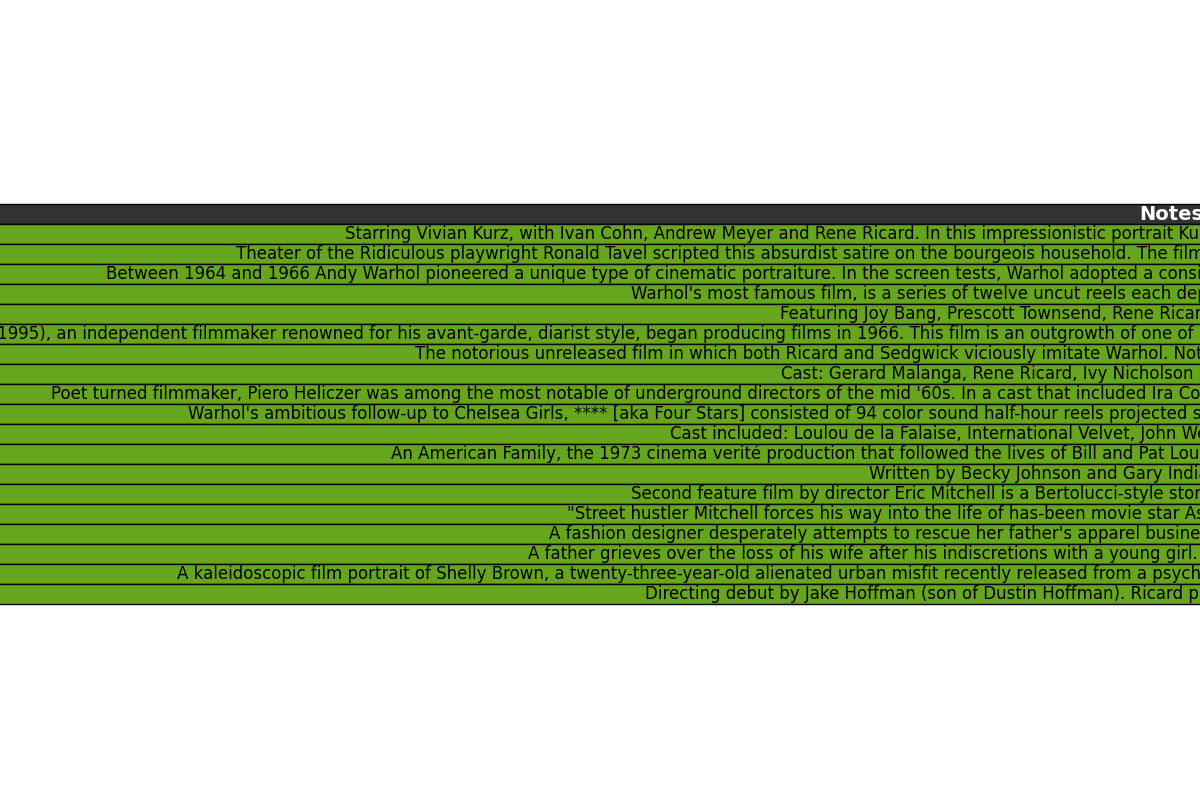 Notes
Starring Vivian Kurz, with Ivan Cohn, Andrew Meyer and Rene Ricard. In this impressionistic portrait
Theater of the Ridiculous playwright Ronald Tavel scripted this absurdist satire on the bourgeois household. The film
Between 1964 and 1966 Andy Warhol pioneered a unique type of cinematic portraiture. In the screen tests, Warhol adopted a
Warhol's most famous film, is a series of twelve uncut reels each
Featuring Joy Bang, Prescott Townsend, Rene
1995), an independent filmmaker renowned for his avant-garde, diarist style, began producing films in 1966. This film is an outgrowth of one of
The notorious unreleased film in which both Ricard and Sedgwick viciously imitate Warhol.
Cast: Gerard Malanga, Rene Ricard, Ivy Nicholson
Poet turned filmmaker, Piero Heliczer was among the most notable of underground directors of the mid '60s. In a cast that included Ira
Warhol's ambitious follow-up to Chelsea Girls, **** [aka Four Stars] consisted of 94 color sound half-hour reels projected
Cast included: Loulou de la Falaise, International Velvet, John
An American Family, the 1973 cinema verité production that followed the lives of Bill and Pat
Written by Becky Johnson and Gary
Second feature film by director Eric Mitchell is a Bertolucci-style
"Street hustler Mitchell forces his way into the life of has-been movie star
A fashion designer desperately attempts to rescue her father's apparel
A father grieves over the loss of his wife after his indiscretions with a young girl.
A kaleidoscopic film portrait of Shelly Brown, a twenty-three-year-old alienated urban misfit recently released from a
Directing debut by Jake Hoffman (son of Dustin Hoffman). Ricard